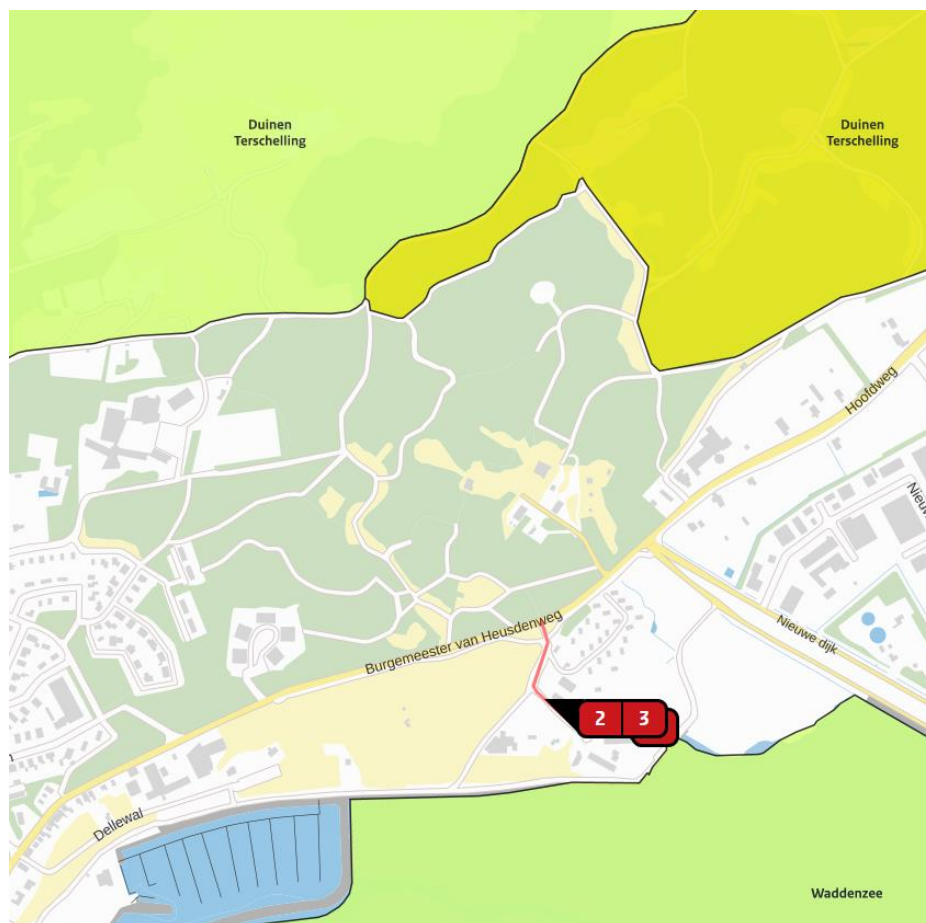 Duinen
Terschelling
Duinen
Terschelling
Hoofdweg
Nieuw
Burgemeester van Heusdenweg
Nieuwe dijk
2 3
Dellewal
Waddenzee